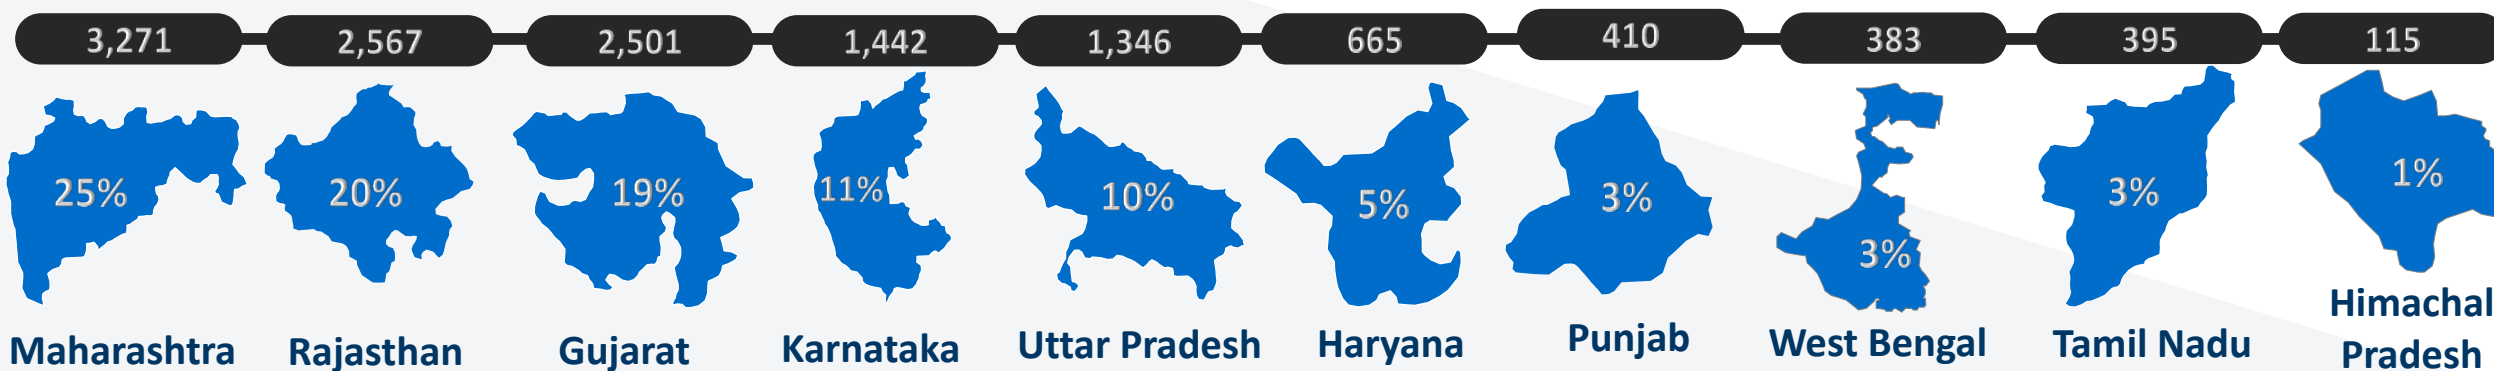 3,271
2,567
2,501
1,442
1,346
665
410
383
395
115
25%
20%
19%
11%
10%
5%
3%
3%
3%
1%
Maharashtra
Rajasthan
Gujarat
Karnataka
Uttar Pradesh
Haryana
Punjab
West Bengal
Tamil Nadu
Himachal
Pradesh